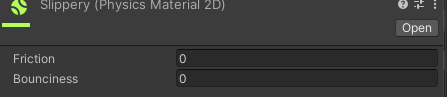 Slippery (Physics Material 2D)
Open
Friction 0
Bounciness 0